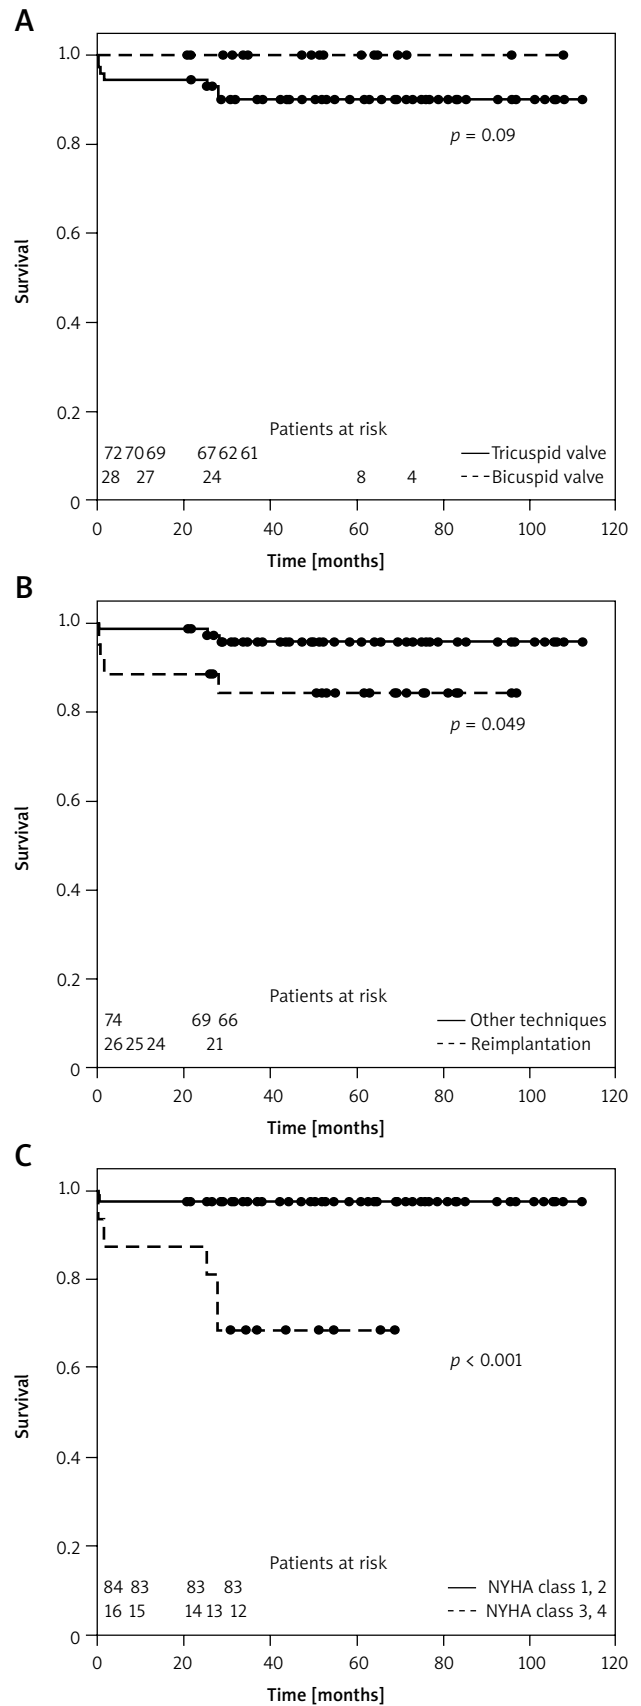 A
1.0
0.8
p = 0.09
0.6
Survival
0.4
0.2
Patients at risk
72 70 69 67 62 61 Tricuspid valve
28 27 24 8 4 Bicuspid valve
0
0 20 40 60 80 100 120
Time [months]
B
1.0
0.8
p = 0.049
0.6
Survival
0.4
0.2
Patients at risk
74 69 66 Other techniques
26 25 24 21 Reimplantation
0
0 20 40 60 80 100 120
Time [months]
C
1.0
0.8
p < 0.001
0.6
Survival
0.4
0.2
Patients at risk
84 83 83 83 NYHA class 1, 2
16 15 14 13 12 NYHA class 3, 4
0
0 20 40 60 80 100 120
Time [months]